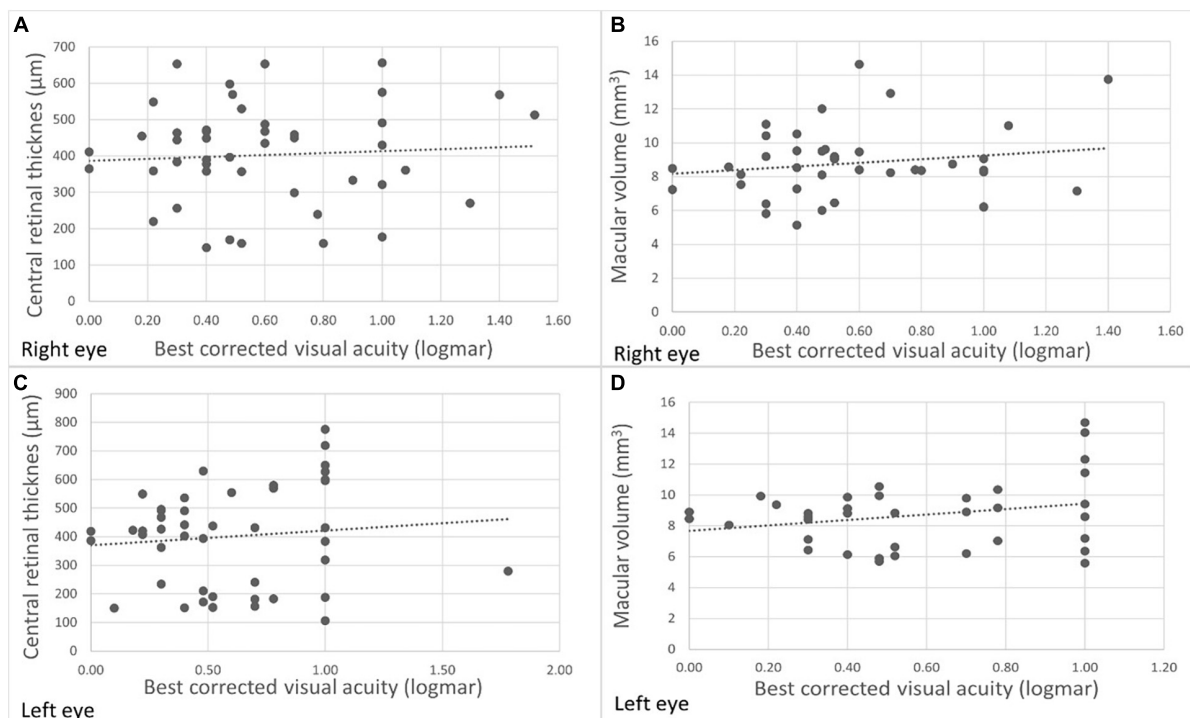 A
Central retinal thicknes (µm)
700
600
500
400
300
200
100
0
0.00 0.20 0.40 0.60 0.80 1.00 1.20 1.40 1.60
Right eye Best corrected visual acuity (logmar)
B
Macular volume (mm³)
16
14
12
10
8
6
4
2
0
0.00 0.20 0.40 0.60 0.80 1.00 1.20 1.40 1.60
Right eye Best corrected visual acuity (logmar)
C
Central retinal thicknes (µm)
900
800
700
600
500
400
300
200
100
0
0.00 0.50 1.00 1.50 2.00
Best corrected visual acuity (logmar)
Left eye
D
Macular volume (mm³)
16
14
12
10
8
6
4
2
0
0.00 0.20 0.40 0.60 0.80 1.00 1.20
Best corrected visual acuity (logmar)
Left eye